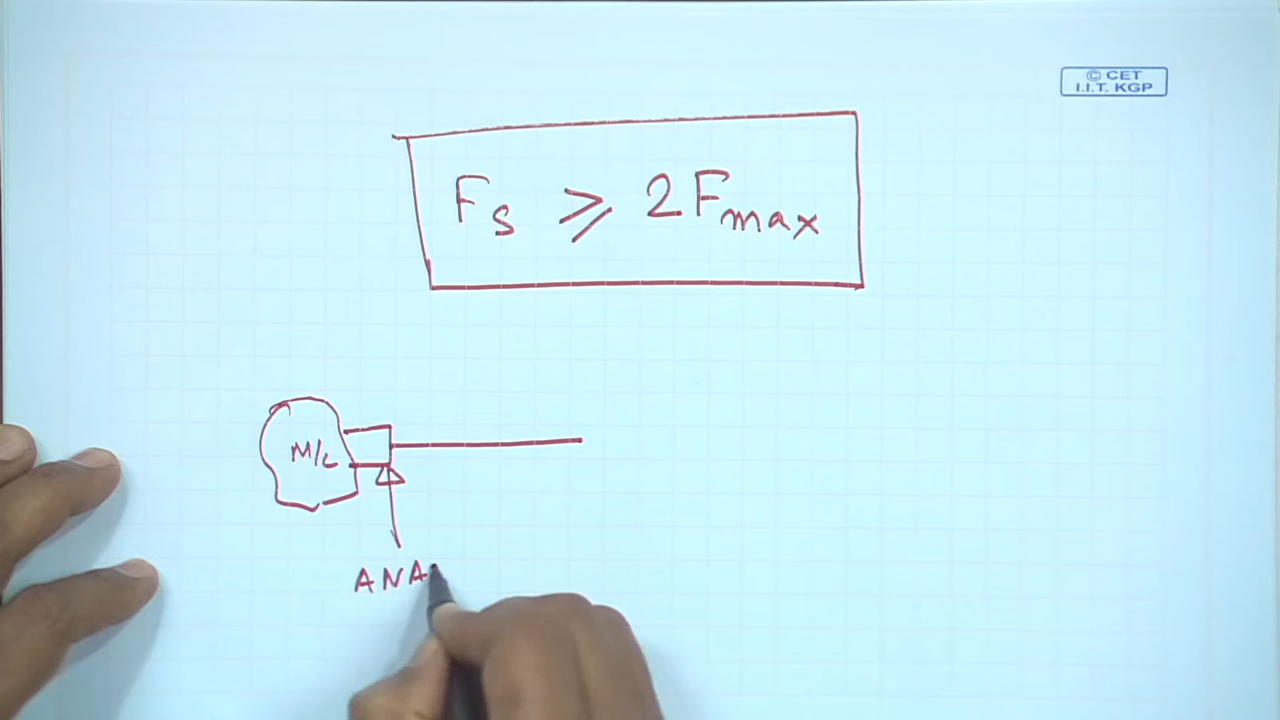 © CET
I.I.T. KGP
Fs ⩾ 2Fmax
M/C
ANA